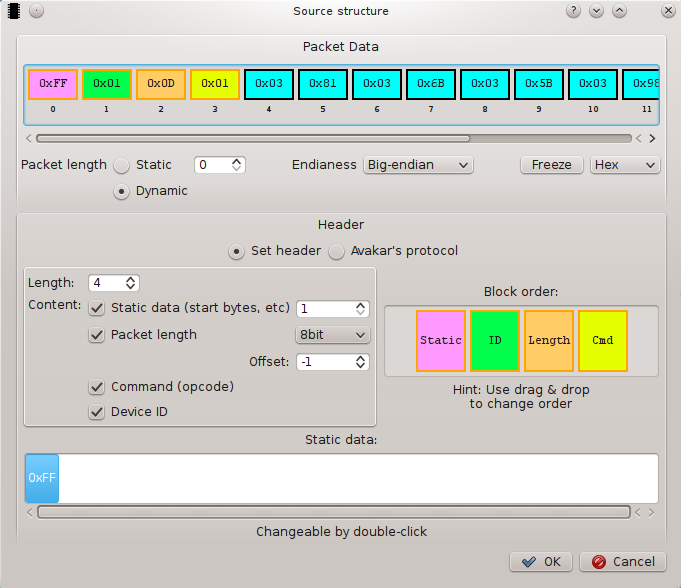 Source structure
Packet Data
0xFF 0x01 0x0D 0x01 0x03 0x81 0x03 0x6B 0x03 0x5B 0x03
0 1 2 3 4 5 6 7 8 9 10 11
Packet length Static 0 Endianess Big-endian Freeze Hex
Dynamic
Header
Set header Avakar's protocol
Length: 4
Content: Static data (start bytes, etc) 1
Packet length 8bit
Offset: -1
Command (opcode)
Device ID
Block order:
Static ID Length Cmd
Hint: Use drag & drop
to change order
Static data:
0xFF
Changeable by double-click
OK Cancel